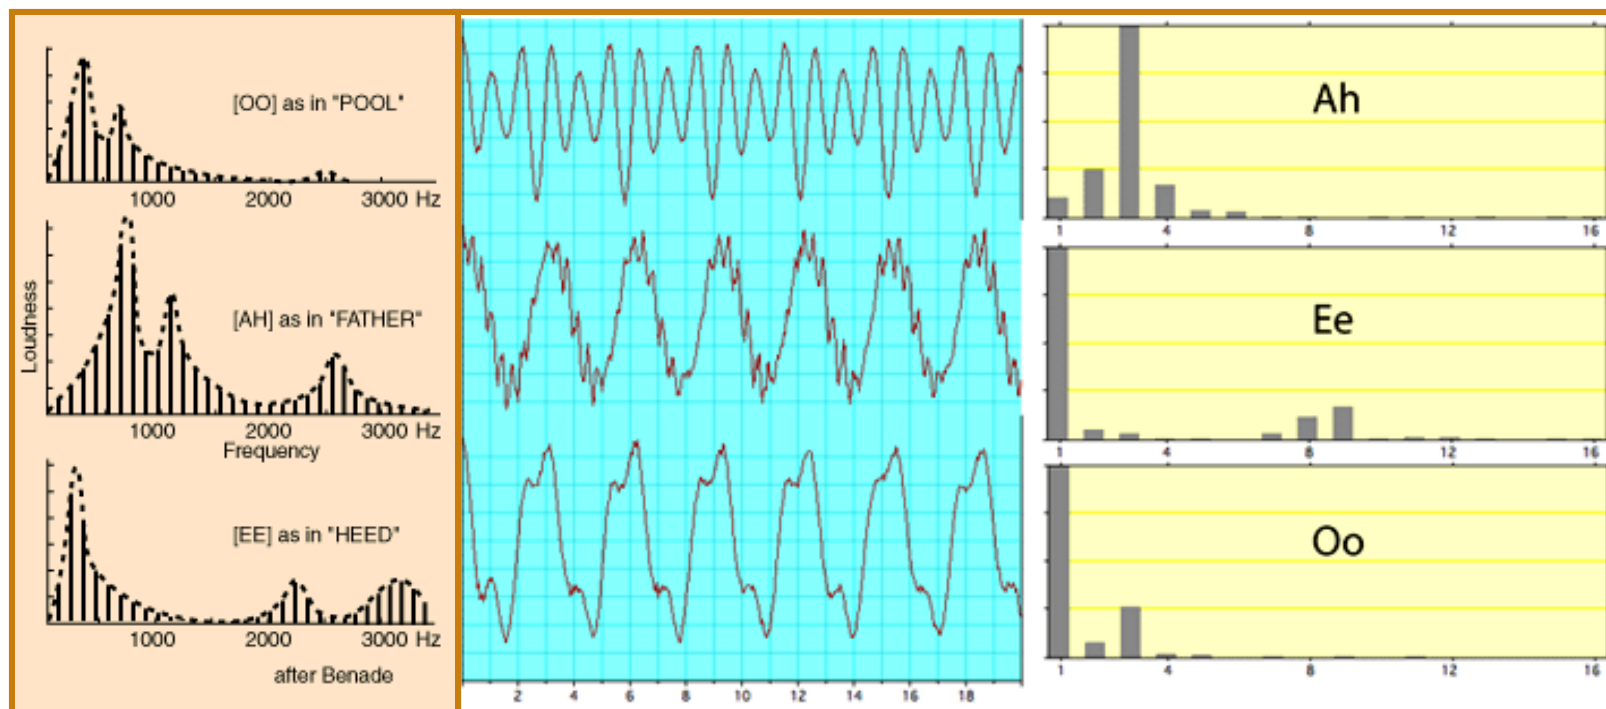 [OO] as in "POOL"
1000 2000 3000 Hz
Loudness
[AH] as in "FATHER"
1000 2000 3000 Hz
Frequency
[EE] as in "HEED"
1000 2000 3000 Hz
after Benade
2 4 6 8 10 12 14 16 18
Ah
1 4 8 12 16
Ee
1 4 8 12 16
Oo
1 4 8 12 16